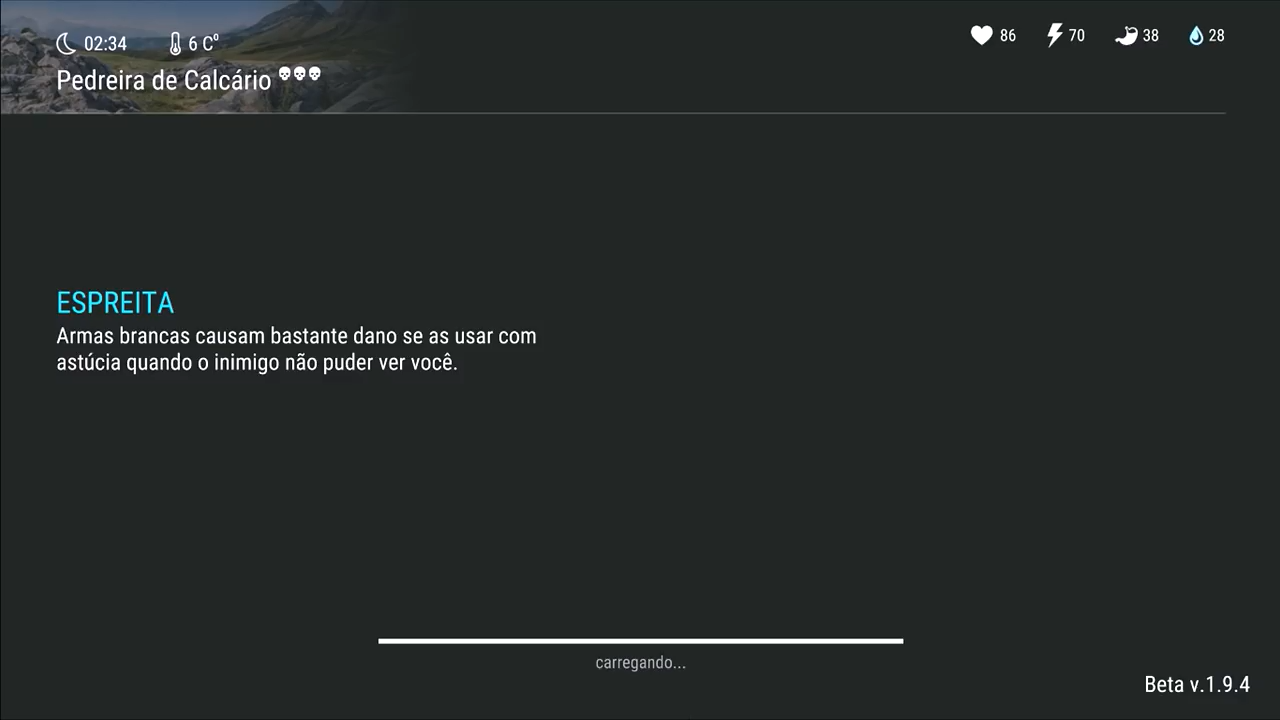 02:34 6 C⁰ 86 70 38 28
Pedreira de Calcário
ESPREITA
Armas brancas causam bastante dano se as usar com
astúcia quando o inimigo não puder ver você.
carregando...
Beta v.1.9.4